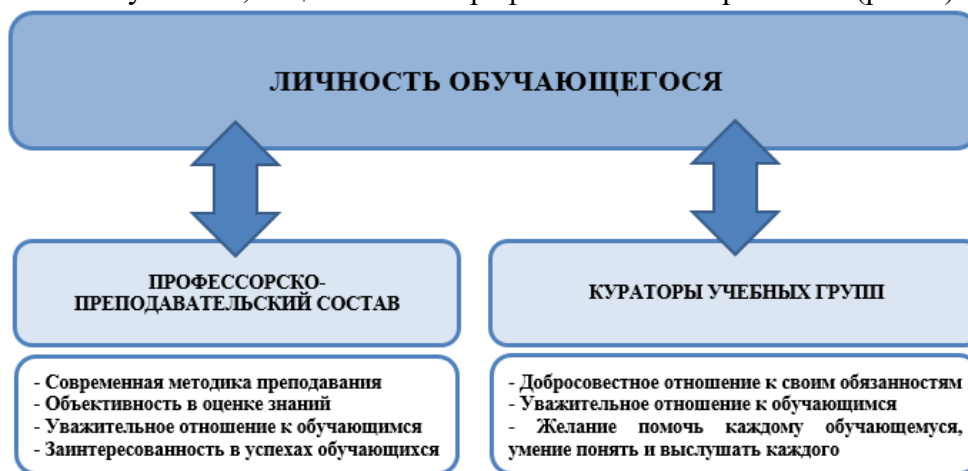 ЛИЧНОСТЬ ОБУЧАЮЩЕГОСЯ
ПРОФЕССОРСКО-
ПРЕПОДАВАТЕЛЬСКИЙ СОСТАВ
- Современная методика преподавания
- Объективность в оценке знаний
- Уважительное отношение к обучающимся
- Заинтересованность в успехах обучающихся
КУРАТОРЫ УЧЕБНЫХ ГРУПП
- Добросовестное отношение к своим обязанностям
- Уважительное отношение к обучающимся
- Желание помочь каждому обучающемуся,
умение понять и выслушать каждого